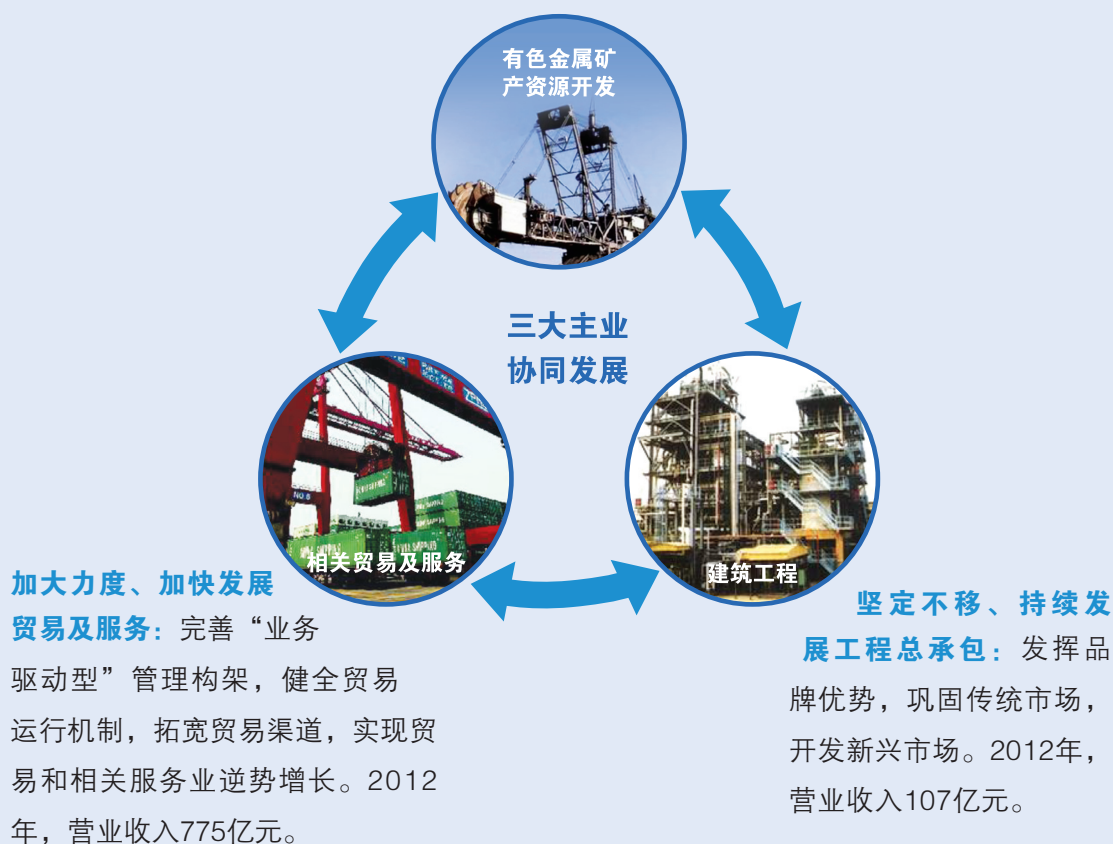 有色金属矿
产资源开发
三大主业
协同发展
NO.8
相关贸易及服务
建筑工程
加大力度、加快发展
贸易及服务：完善“业务
驱动型”管理构架，健全贸易
运行机制，拓宽贸易渠道，实现贸
易和相关服务业逆势增长。2012
年，营业收入775亿元。
坚定不移、持续发
展工程总承包：发挥品
牌优势，巩固传统市场，
开发新兴市场。2012年，
营业收入107亿元。